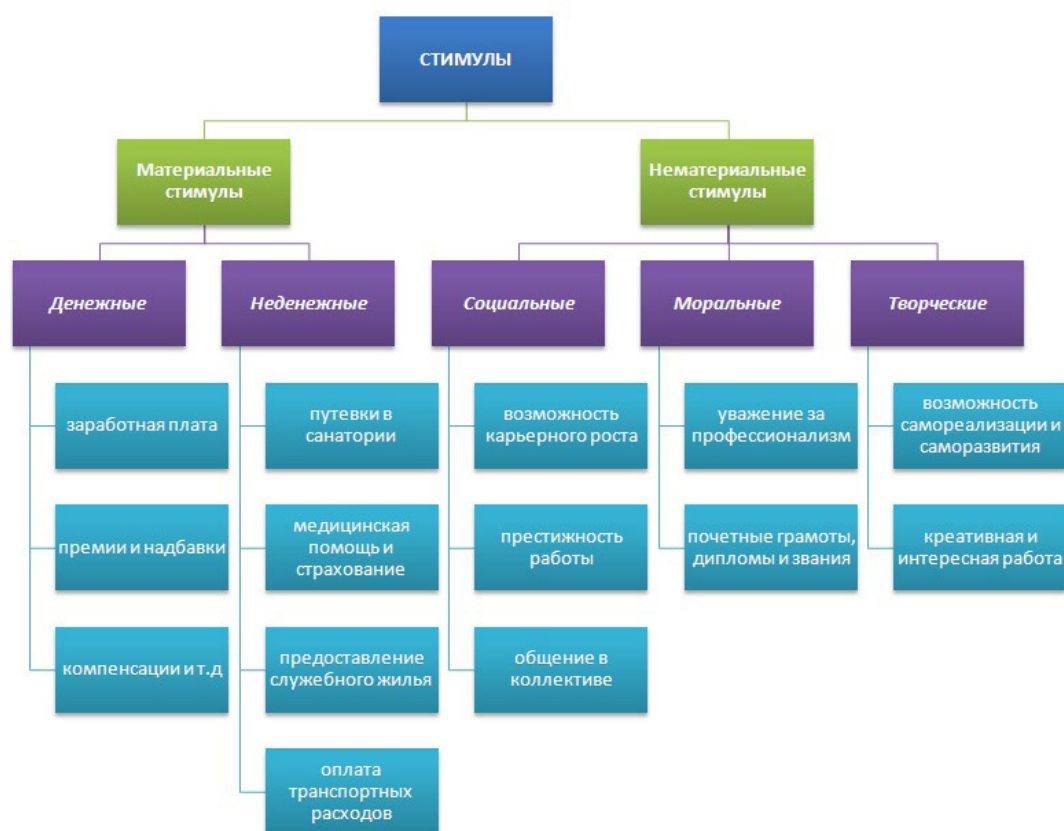 СТИМУЛЫ
Материальные
стимулы
Нематериальные
стимулы
Денежные
Неденежные
Социальные
Моральные
Творческие
заработная плата
премии и надбавки
компенсации и т.д
путевки в
санатории
медицинская
помощь и
страхование
предоставление
служебного жилья
оплата
транспортных
расходов
возможность
карьерного роста
престижность
работы
общение в
коллективе
уважение за
профессионализм
почетные грамоты,
дипломы и звания
возможность
самореализации и
саморазвития
креативная и
интересная работа